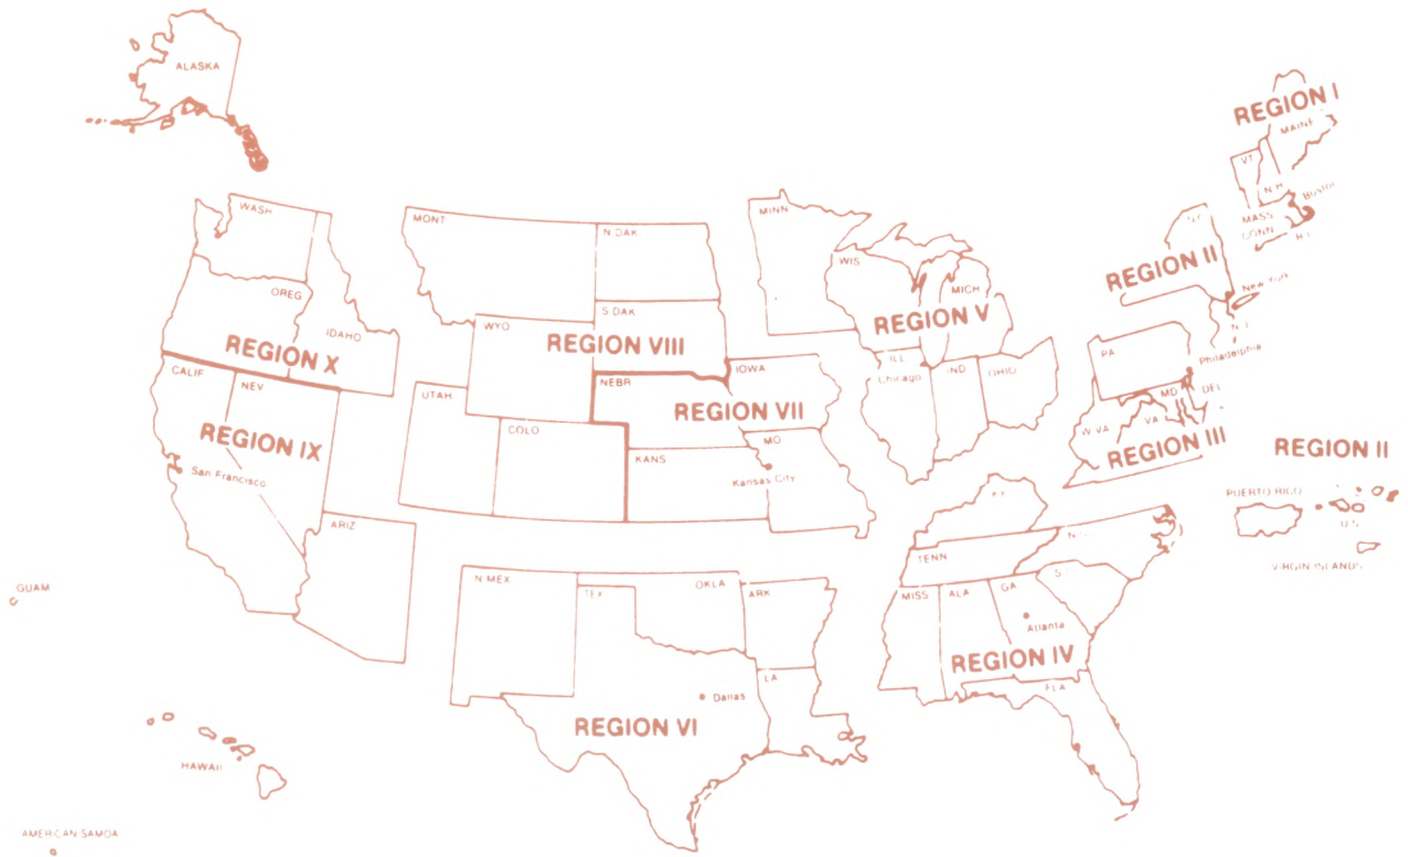 ALASKA
REGION I
MAINE
VT
N.H
Boston
MASS
CONN
R.I.
WASH
MONT
N DAK
MINN
WIS
MICH
REGION II
New York
N.J.
OREG
IDAHO
WYO
S DAK
REGION V
REGION X
REGION VIII
ILL
IND
OHIO
PA
Philadelphia
CALIF
NEV
UTAH
NEBR
IOWA
Chicago
MD
DEL
REGION VII
COLO
W VA
VA
REGION III
REGION IX
MO
KANS
REGION II
San Francisco
Kansas City
PUERTO RICO
U.S.
VIRGIN ISLANDS
ARIZ
TENN
N MEX
OKLA
TEX
ARK
MISS
ALA
GA
GUAM
Atlanta
REGION IV
LA
FLA
Dallas
REGION VI
HAWAII
AMERICAN SAMOA